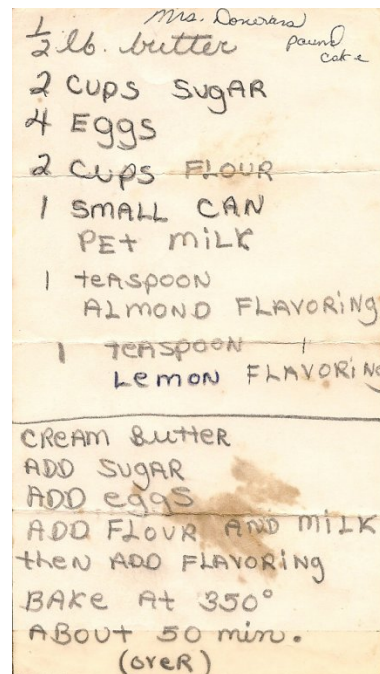 Mrs.
pound
cake
1/2 lb. butter
2 CUPS SUgAR
4 Eggs
2 Cups FLOUR
1 SMALL CAN
PEt miLK
1 teASPOON
ALMOND FLAVORING
1 teASPOON
Lemon FLAVORING
CREAM Butter
ADD SUgAR
ADD eggS
ADD FLOUR AND MILK
then ADD FLAVORING
BAKe At 350°
ABOut 50 min.
(oveR)